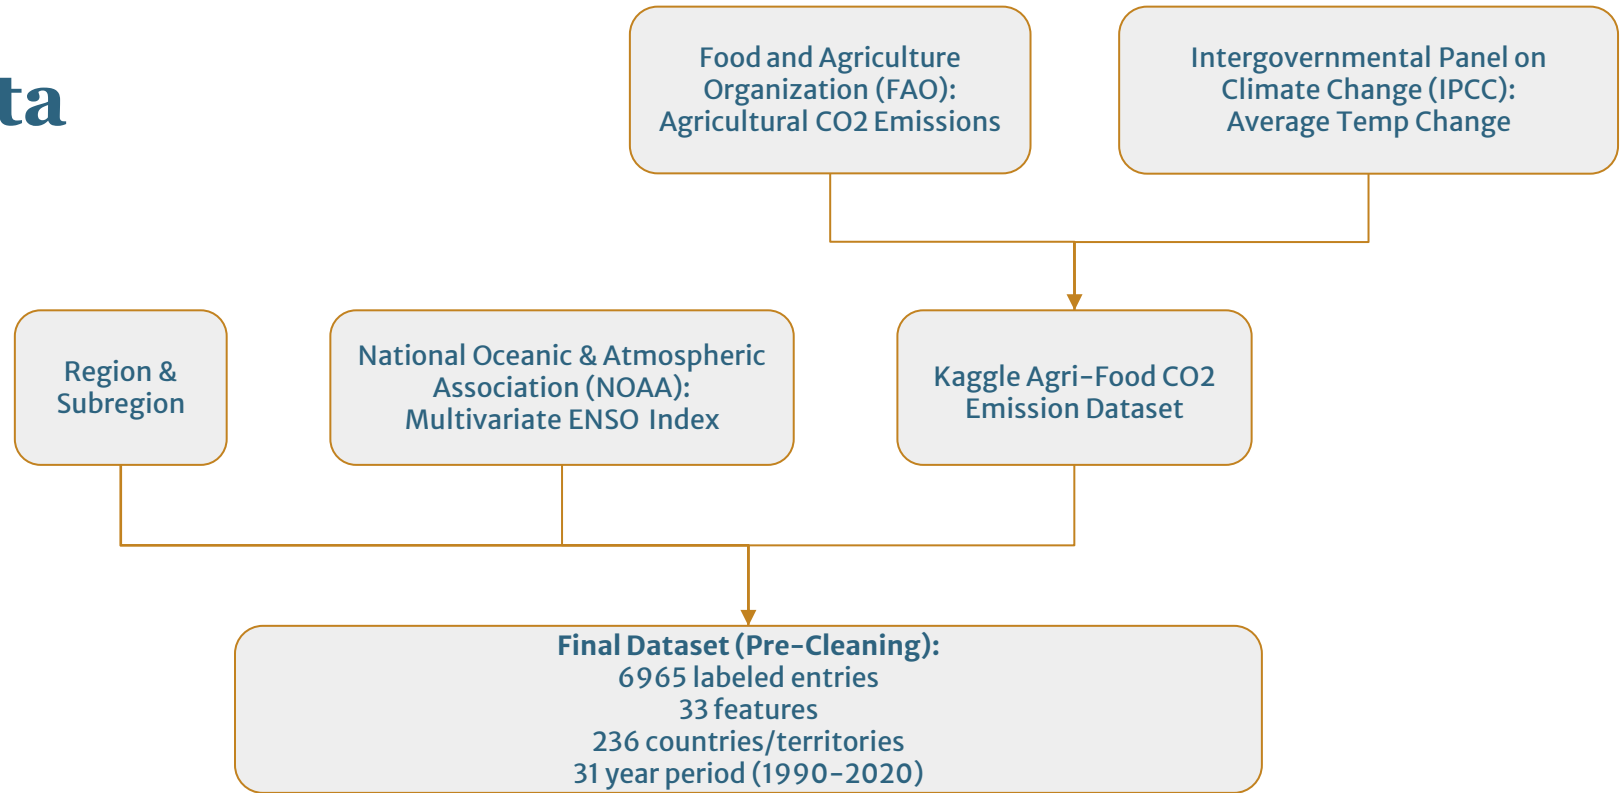 ta
Food and Agriculture
Organization (FAO):
Agricultural CO2 Emissions
Intergovernmental Panel on
Climate Change (IPCC):
Average Temp Change
Region &
Subregion
National Oceanic & Atmospheric
Association (NOAA):
Multivariate ENSO Index
Kaggle Agri-Food CO2
Emission Dataset
Final Dataset (Pre-Cleaning):
6965 labeled entries
33 features
236 countries/territories
31 year period (1990-2020)